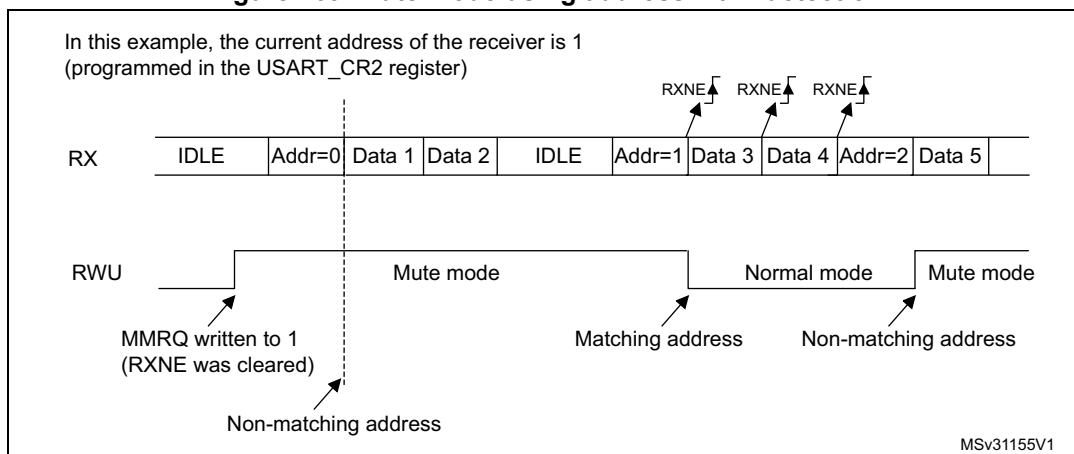 In this example, the current address of the receiver is 1
(programmed in the USART_CR2 register)
RXNE RXNE RXNE
RX IDLE Addr=0 Data 1 Data 2 IDLE Addr=1 Data 3 Data 4 Addr=2 Data 5
RWU Mute mode Normal mode Mute mode
MMRQ written to 1
(RXNE was cleared)
Matching address Non-matching address
Non-matching address
MSv31155V1